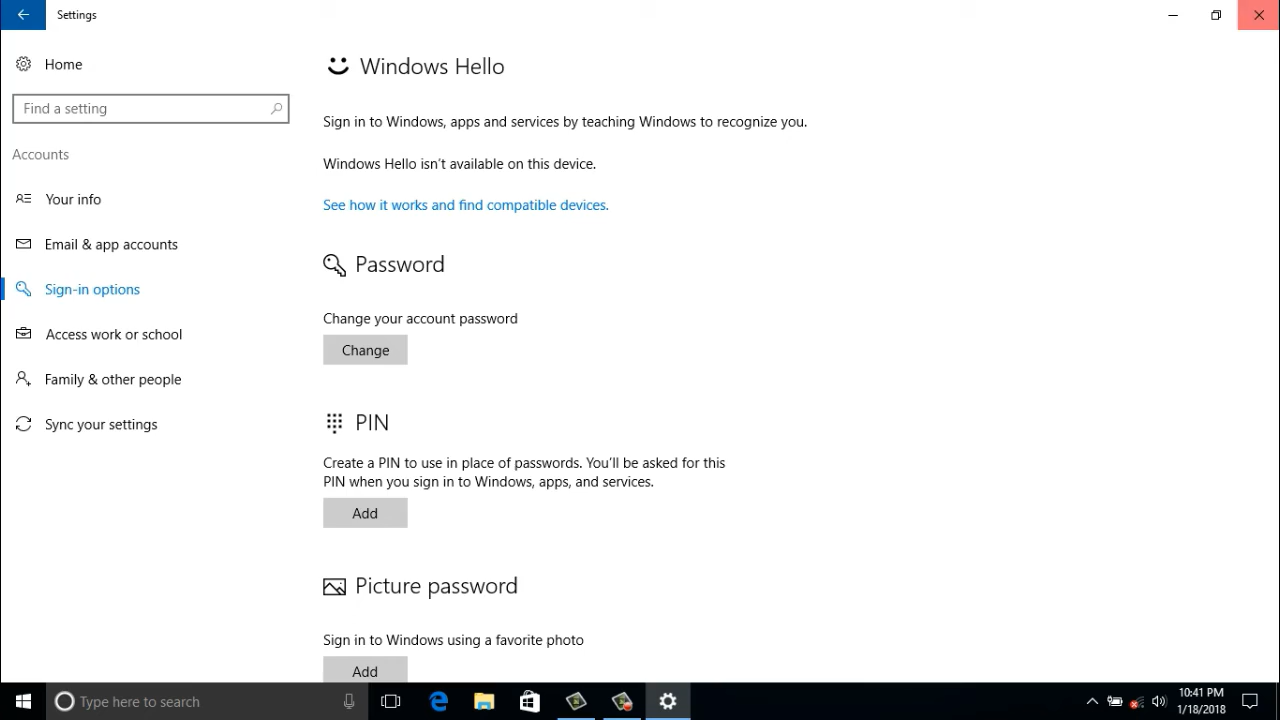 Settings
Home
Find a setting
Accounts
Your info
Email & app accounts
Sign-in options
Access work or school
Family & other people
Sync your settings
Windows Hello
Sign in to Windows, apps and services by teaching Windows to recognize you.
Windows Hello isn't available on this device.
See how it works and find compatible devices.
Password
Change your account password
Change
PIN
Create a PIN to use in place of passwords. You'll be asked for this
PIN when you sign in to Windows, apps, and services.
Add
Picture password
Sign in to Windows using a favorite photo
Add
Type here to search
10:41 PM
1/18/2018